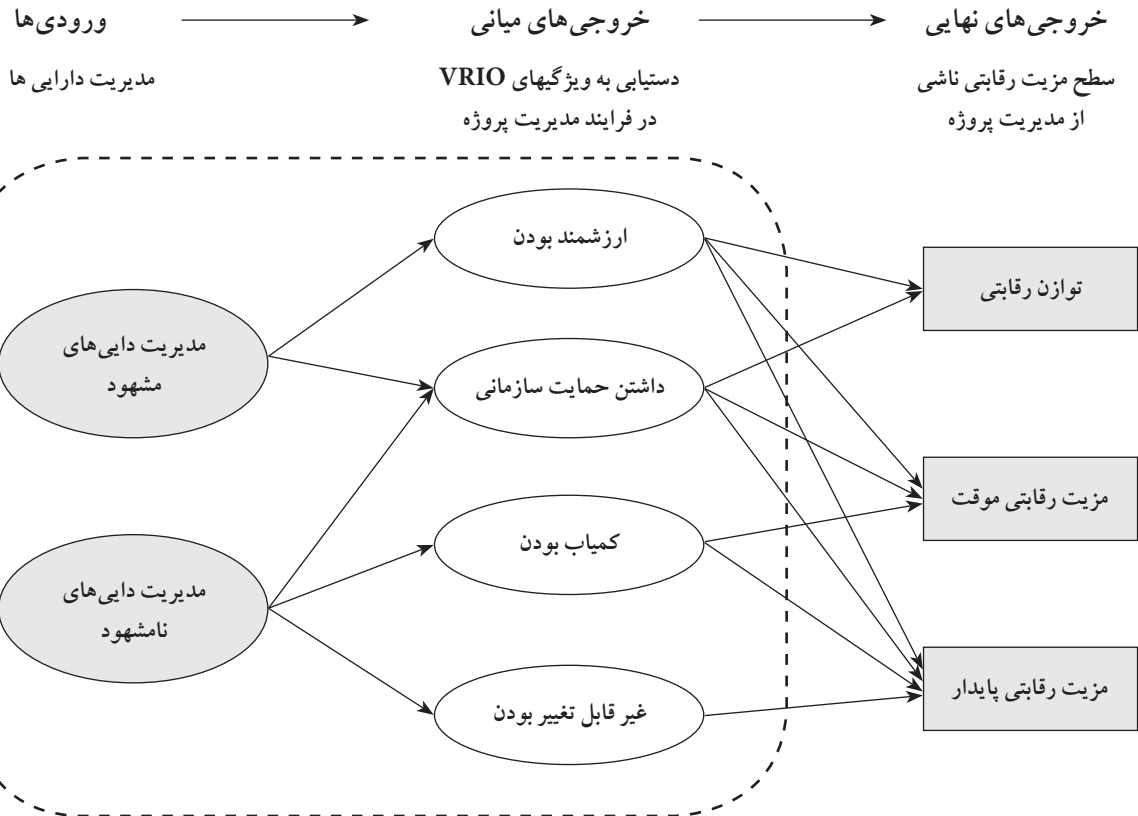 ورودی‌ها
خروجی‌های میانی
خروجی‌های نهایی
مدیریت دارایی ها
دستیابی به ویژگیهای VRIO
در فرایند مدیریت پروژه
سطح مزیت رقابتی ناشی
از مدیریت پروژه
مدیریت دایی‌های
مشهود
مدیریت دایی‌های
نامشهود
ارزشمند بودن
داشتن حمایت سازمانی
کمیاب بودن
غیر قابل تغییر بودن
توازن رقابتی
مزیت رقابتی موقت
مزیت رقابتی پایدار